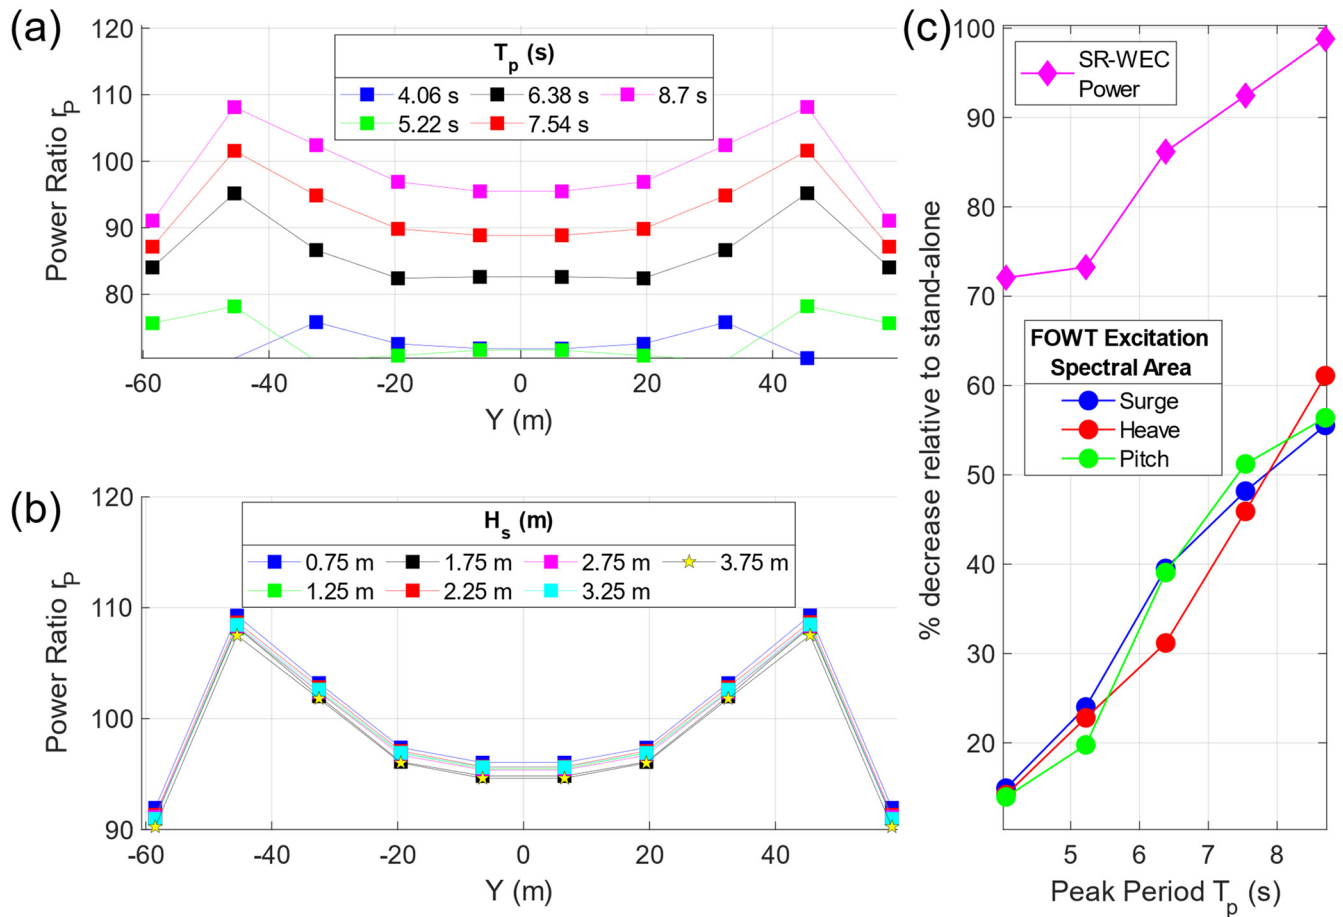 (a)
120
110
100
90
80
Power Ratio r_P
T_p (s)
4.06 s 6.38 s 8.7 s
5.22 s 7.54 s
-60 -40 -20 0 20 40
Y (m)
(b)
120
110
100
90
Power Ratio r_P
H_s (m)
0.75 m 1.75 m 2.75 m 3.75 m
1.25 m 2.25 m 3.25 m
-60 -40 -20 0 20 40
Y (m)
(c)
100
90
80
70
60
50
40
30
20
% decrease relative to stand-alone
SR-WEC
Power
FOWT Excitation
Spectral Area
Surge
Heave
Pitch
5 6 7 8
Peak Period T_p (s)